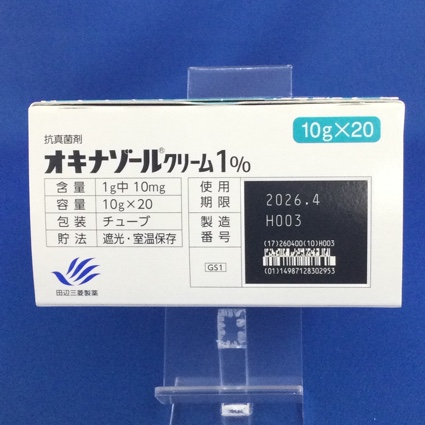 抗真菌剤
オキナゾール®クリーム1%
10g×20
含量 1g中 10mg
容量 10g×20
包装 チューブ
貯法 遮光・室温保存
使用期限 2026.4
製造番号 H003
(17)260400(10)H003
(01)14987128302953
GS1
田辺三菱製薬